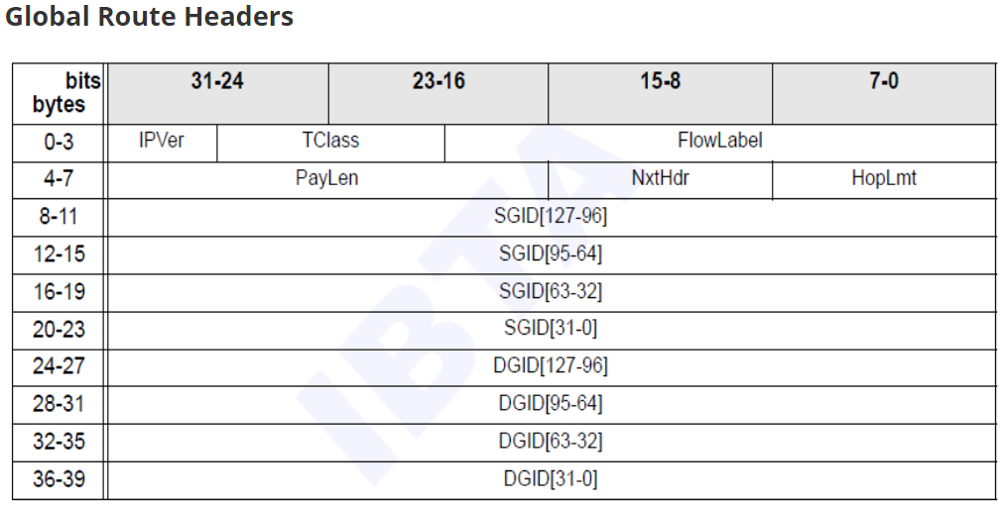 Global Route Headers
bits 31-24 23-16 15-8 7-0
bytes
0-3 IPVer TClass FlowLabel
4-7 PayLen NxtHdr HopLmt
8-11 SGID[127-96]
12-15 SGID[95-64]
16-19 SGID[63-32]
20-23 SGID[31-0]
24-27 DGID[127-96]
28-31 DGID[95-64]
32-35 DGID[63-32]
36-39 DGID[31-0]
IBTA